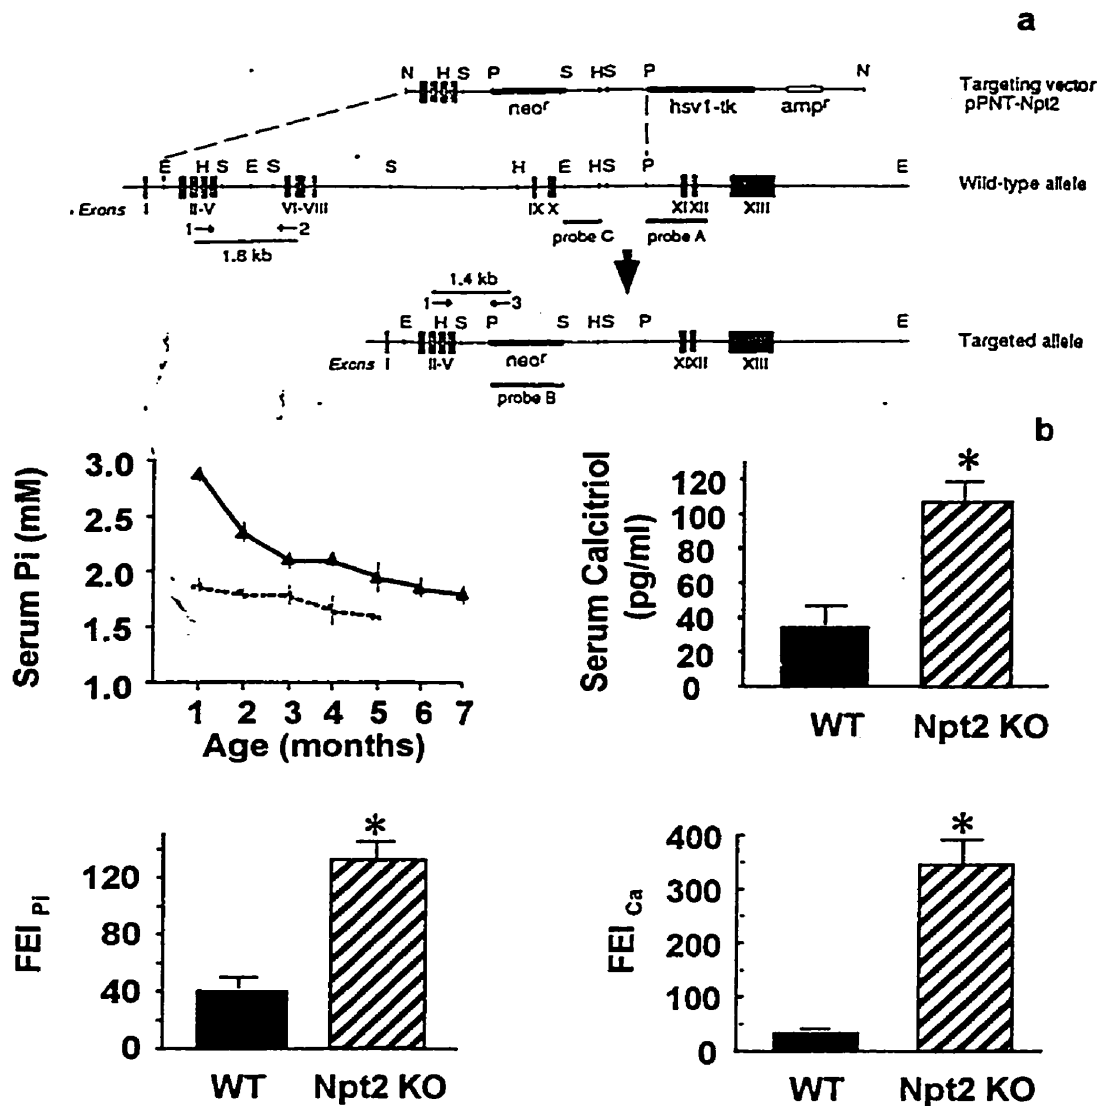 a
N H S P S HS P N
neoʳ hsv1-tk ampʳ
Targeting vector
pPNT-Npt2
E H S E S S H E HS P E
Wild-type allele
Exons I II-V VI-VIII IX X XI XII XIII
1 2 probe C probe A
1.8 kb
1.4 kb
1 3
E H S P S HS P E
Targeted allele
Exons I II-V neoʳ XI XII XIII
probe B
b
Serum Pi (mM)
3.0
2.5
2.0
1.5
1.0
1 2 3 4 5 6 7
Age (months)
Serum Calcitriol
(pg/ml)
120
100
80
60
40
20
0
*
WT Npt2 KO
FEI Pi
120
80
40
0
*
WT Npt2 KO
FEI Ca
400
300
200
100
0
*
WT Npt2 KO